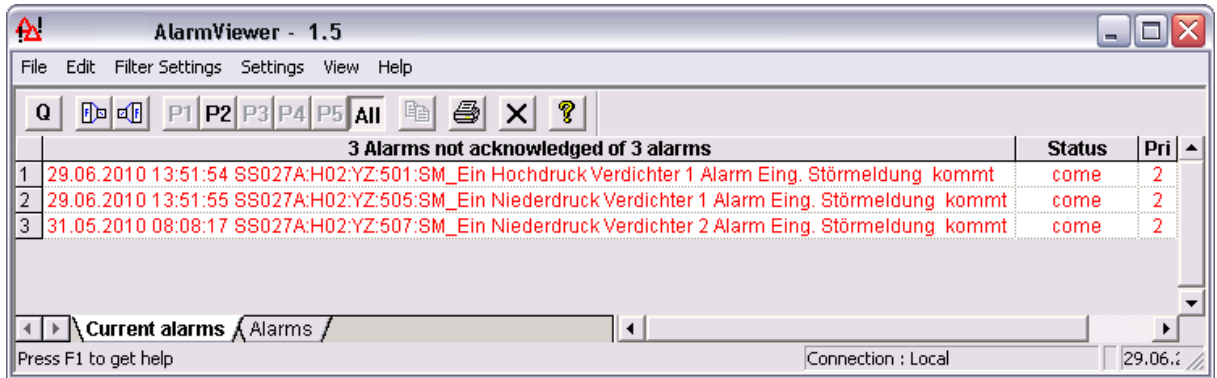 AlarmViewer - 1.5
File Edit Filter Settings Settings View Help
Q P1 P2 P3 P4 P5 All ?
3 Alarms not acknowledged of 3 alarms Status Pri
1 29.06.2010 13:51:54 SS027A:H02:YZ:501:SM_Ein Hochdruck Verdichter 1 Alarm Eing. Störmeldung kommt come 2
2 29.06.2010 13:51:55 SS027A:H02:YZ:505:SM_Ein Niederdruck Verdichter 1 Alarm Eing. Störmeldung kommt come 2
3 31.05.2010 08:08:17 SS027A:H02:YZ:507:SM_Ein Niederdruck Verdichter 2 Alarm Eing. Störmeldung kommt come 2
Current alarms Alarms
Press F1 to get help Connection : Local 29.06.